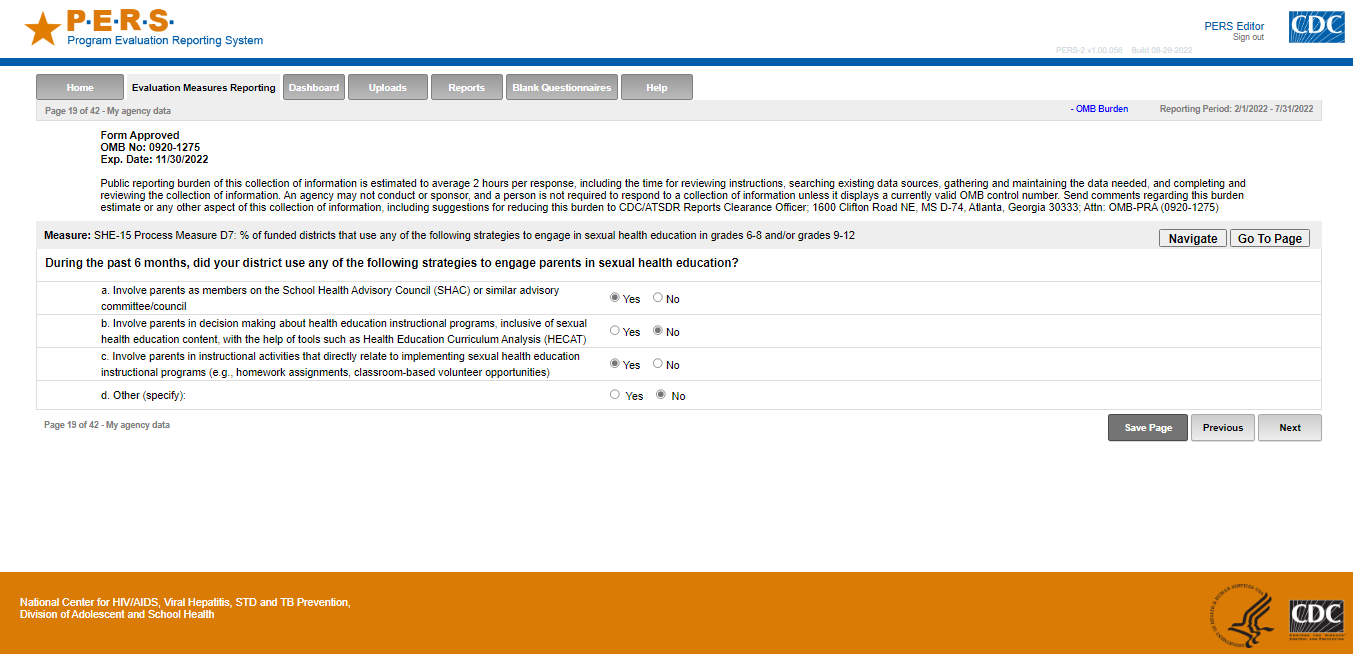 P·E·R·S·
Program Evaluation Reporting System
PERS Editor
Sign out
CDC
PERS-2 v1.00.056 Build 08-29-2022
Home Evaluation Measures Reporting Dashboard Uploads Reports Blank Questionnaires Help
Page 19 of 42 - My agency data - OMB Burden Reporting Period: 2/1/2022 - 7/31/2022
Form Approved
OMB No: 0920-1275
Exp. Date: 11/30/2022
Public reporting burden of this collection of information is estimated to average 2 hours per response, including the time for reviewing instructions, searching existing data sources, gathering and maintaining the data needed, and completing and
reviewing the collection of information. An agency may not conduct or sponsor, and a person is not required to respond to a collection of information unless it displays a currently valid OMB control number. Send comments regarding this burden
estimate or any other aspect of this collection of information, including suggestions for reducing this burden to CDC/ATSDR Reports Clearance Officer; 1600 Clifton Road NE, MS D-74, Atlanta, Georgia 30333; Attn: OMB-PRA (0920-1275)
Measure: SHE-15 Process Measure D7: % of funded districts that use any of the following strategies to engage in sexual health education in grades 6-8 and/or grades 9-12
Navigate Go To Page
During the past 6 months, did your district use any of the following strategies to engage parents in sexual health education?
a. Involve parents as members on the School Health Advisory Council (SHAC) or similar advisory
committee/council
Yes No
b. Involve parents in decision making about health education instructional programs, inclusive of sexual
health education content, with the help of tools such as Health Education Curriculum Analysis (HECAT)
Yes No
c. Involve parents in instructional activities that directly relate to implementing sexual health education
instructional programs (e.g., homework assignments, classroom-based volunteer opportunities)
Yes No
d. Other (specify):
Yes No
Page 19 of 42 - My agency data
Save Page Previous Next
National Center for HIV/AIDS, Viral Hepatitis, STD and TB Prevention,
Division of Adolescent and School Health
CDC